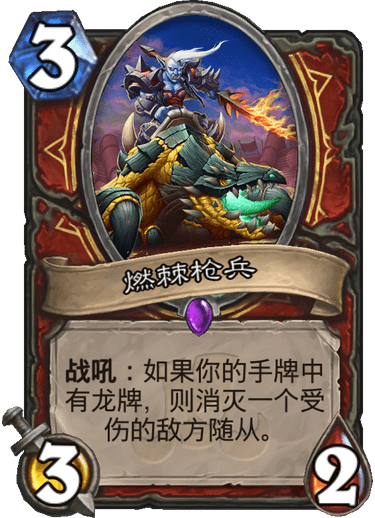 3
燃棘枪兵
战吼：如果你的手牌中
有龙牌，则消灭一个受
伤的敌方随从。
3
2